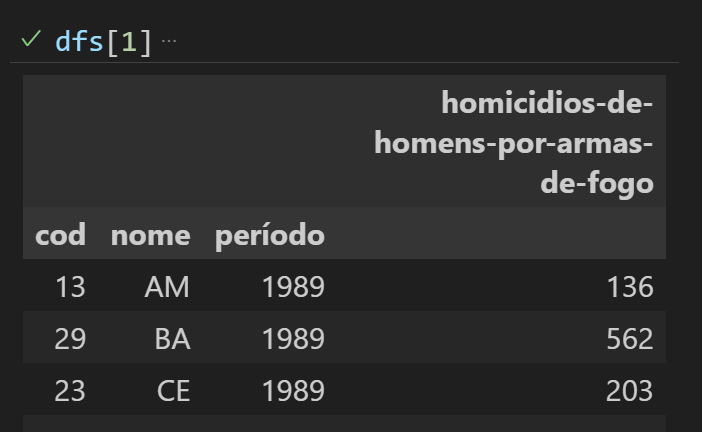 dfs[1] ...
homicidios-de-
homens-por-armas-
de-fogo
cod nome período
13 AM 1989 136
29 BA 1989 562
23 CE 1989 203